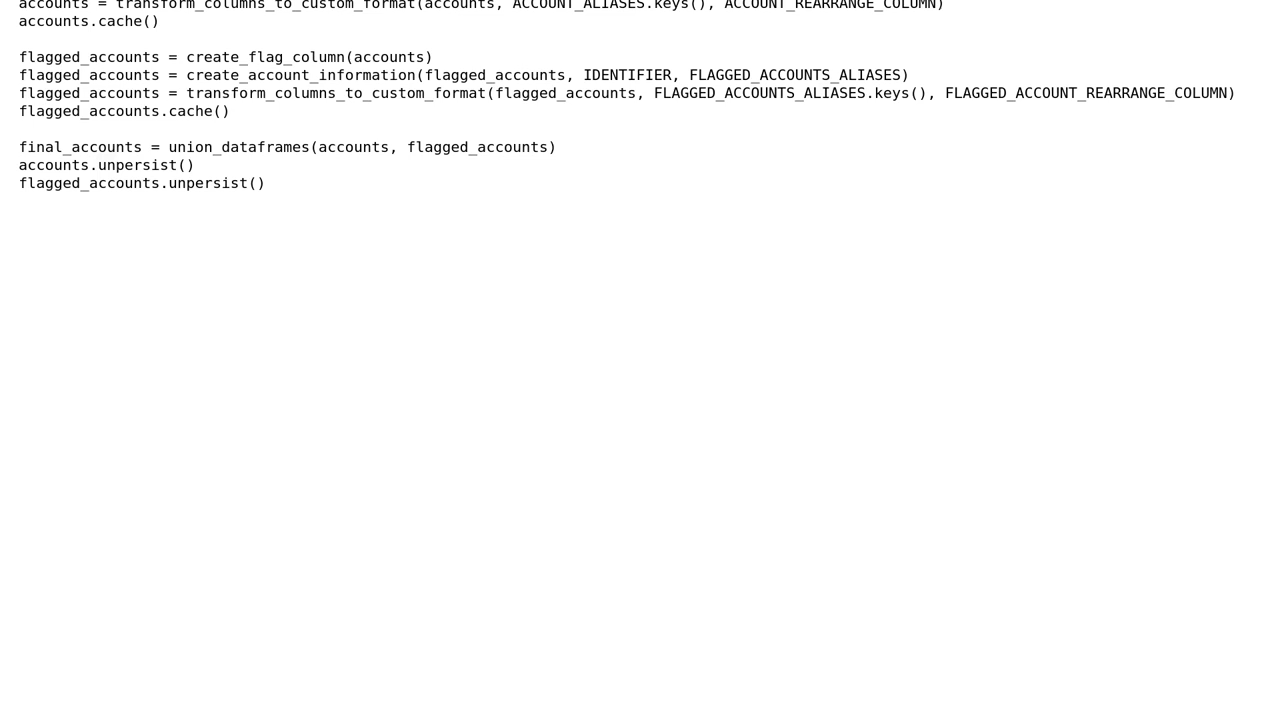 accounts = transform_columns_to_custom_format(accounts, ACCOUNT_ALIASES.keys(), ACCOUNT_REARRANGE_COLUMN)
accounts.cache()
flagged_accounts = create_flag_column(accounts)
flagged_accounts = create_account_information(flagged_accounts, IDENTIFIER, FLAGGED_ACCOUNTS_ALIASES)
flagged_accounts = transform_columns_to_custom_format(flagged_accounts, FLAGGED_ACCOUNTS_ALIASES.keys(), FLAGGED_ACCOUNT_REARRANGE_COLUMN)
flagged_accounts.cache()
final_accounts = union_dataframes(accounts, flagged_accounts)
accounts.unpersist()
flagged_accounts.unpersist()